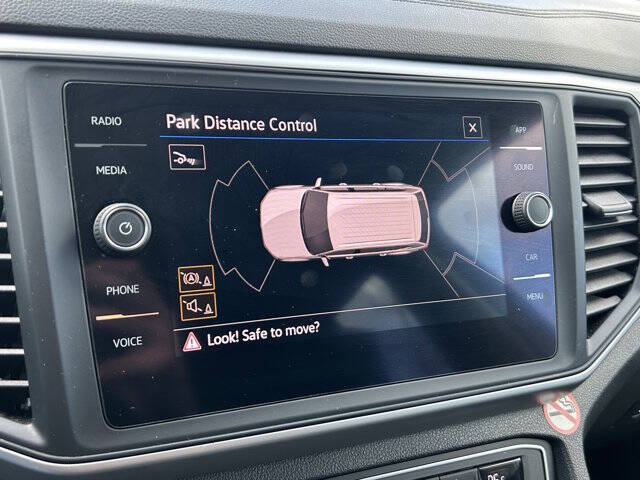 RADIO
MEDIA
PHONE
VOICE
Park Distance Control
X
Look! Safe to move?
APP
SOUND
CAR
MENU